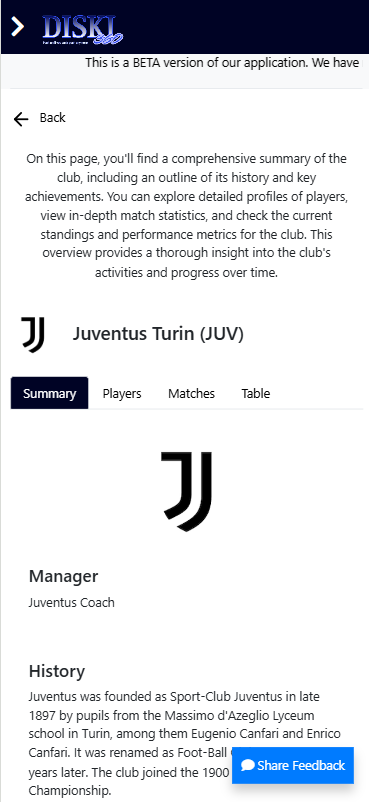 DISKI
360
This is a BETA version of our application. We have
Back
On this page, you'll find a comprehensive summary of the
club, including an outline of its history and key
achievements. You can explore detailed profiles of players,
view in-depth match statistics, and check the current
standings and performance metrics for the club. This
overview provides a thorough insight into the club's
activities and progress over time.
Juventus Turin (JUV)
Summary Players Matches Table
Manager
Juventus Coach
History
Juventus was founded as Sport-Club Juventus in late
1897 by pupils from the Massimo d'Azeglio Lyceum
school in Turin, among them Eugenio Canfari and Enrico
Canfari. It was renamed as Foot-Ball
years later. The club joined the 1900
Championship.
Share Feedback